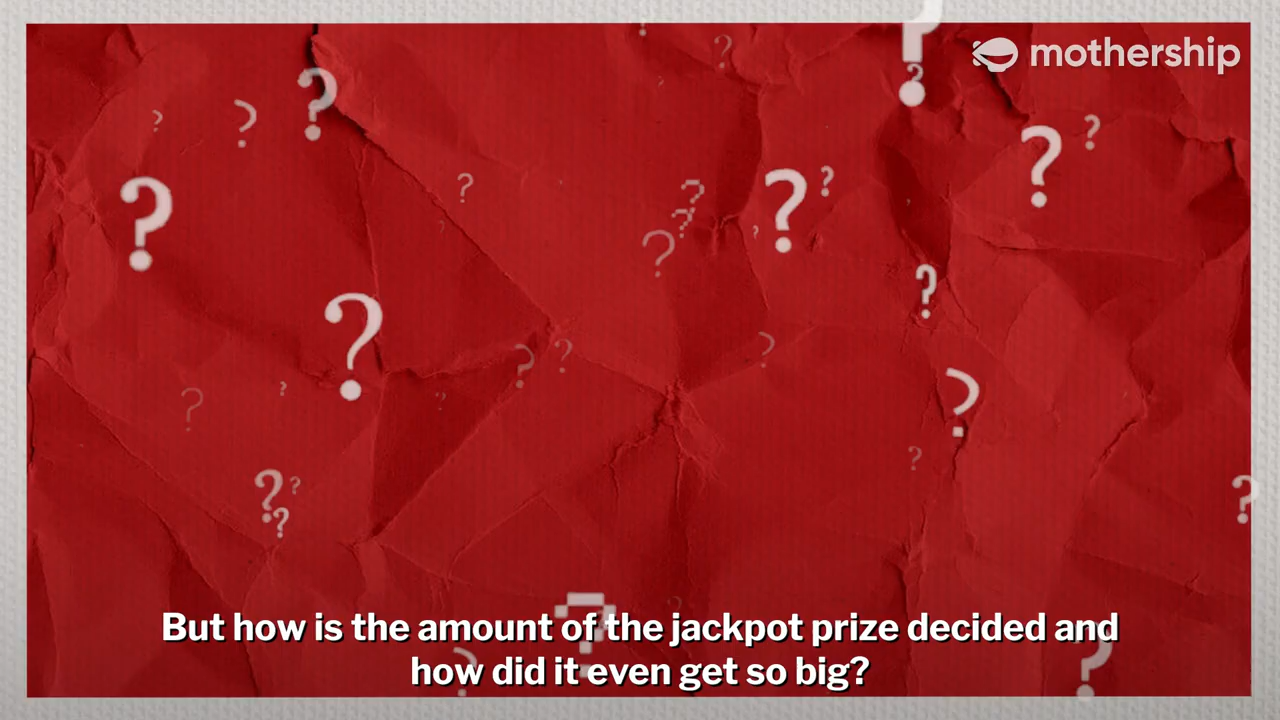 mothership
But how is the amount of the jackpot prize decided and
how did it even get so big?